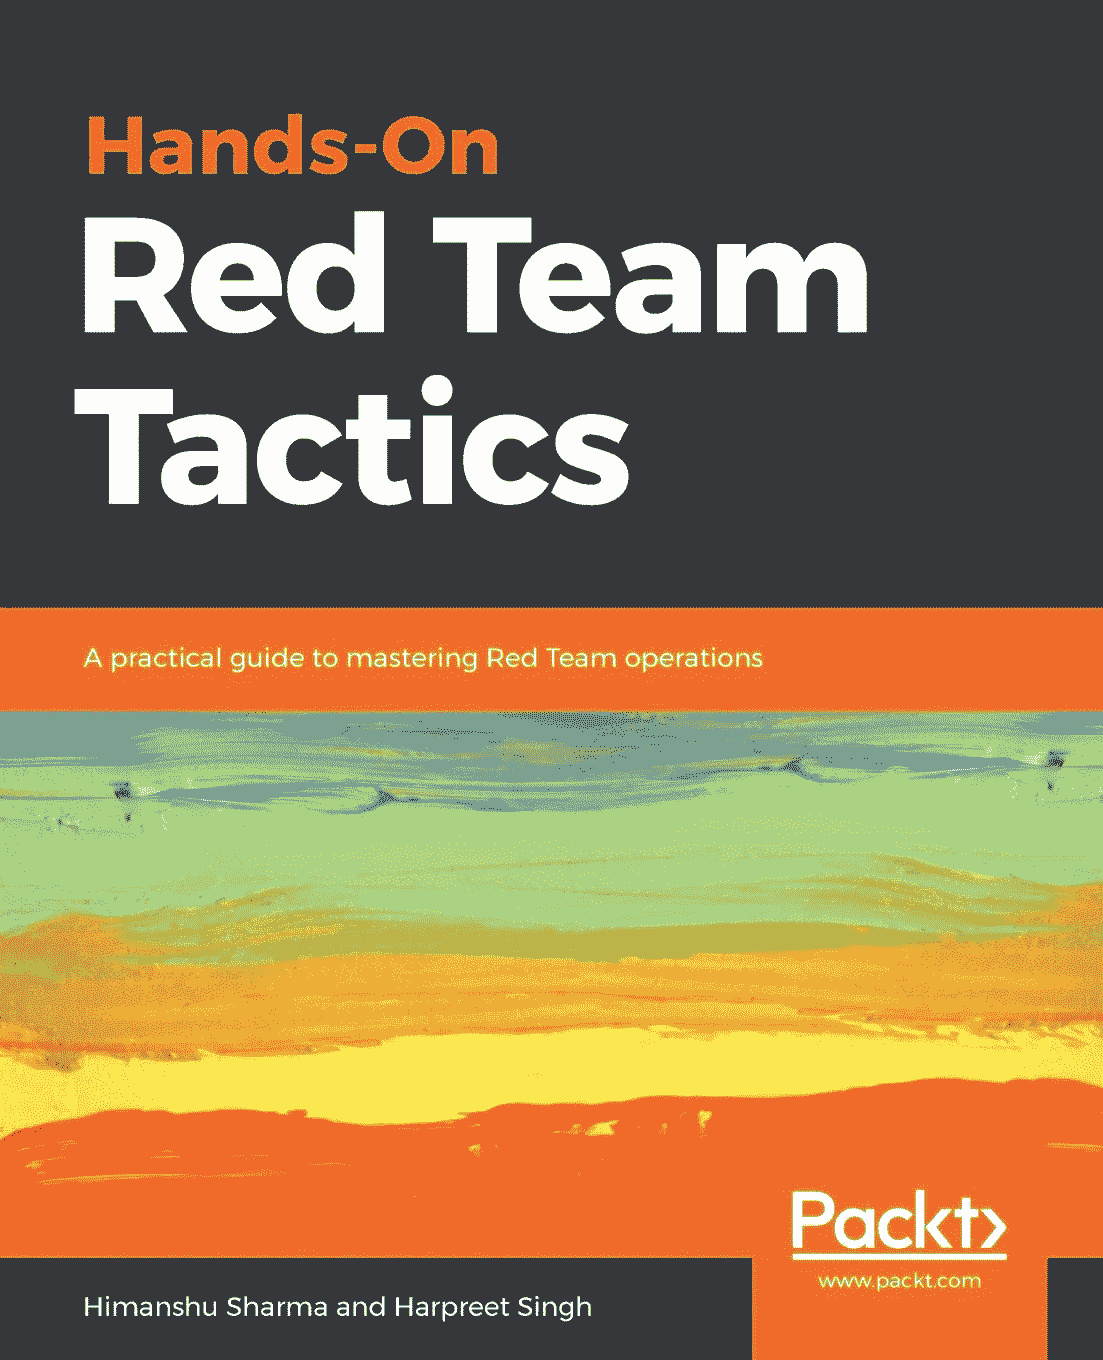 Hands-On
Red Team
Tactics
A practical guide to mastering Red Team operations
Packt>
www.packt.com
Himanshu Sharma and Harpreet Singh